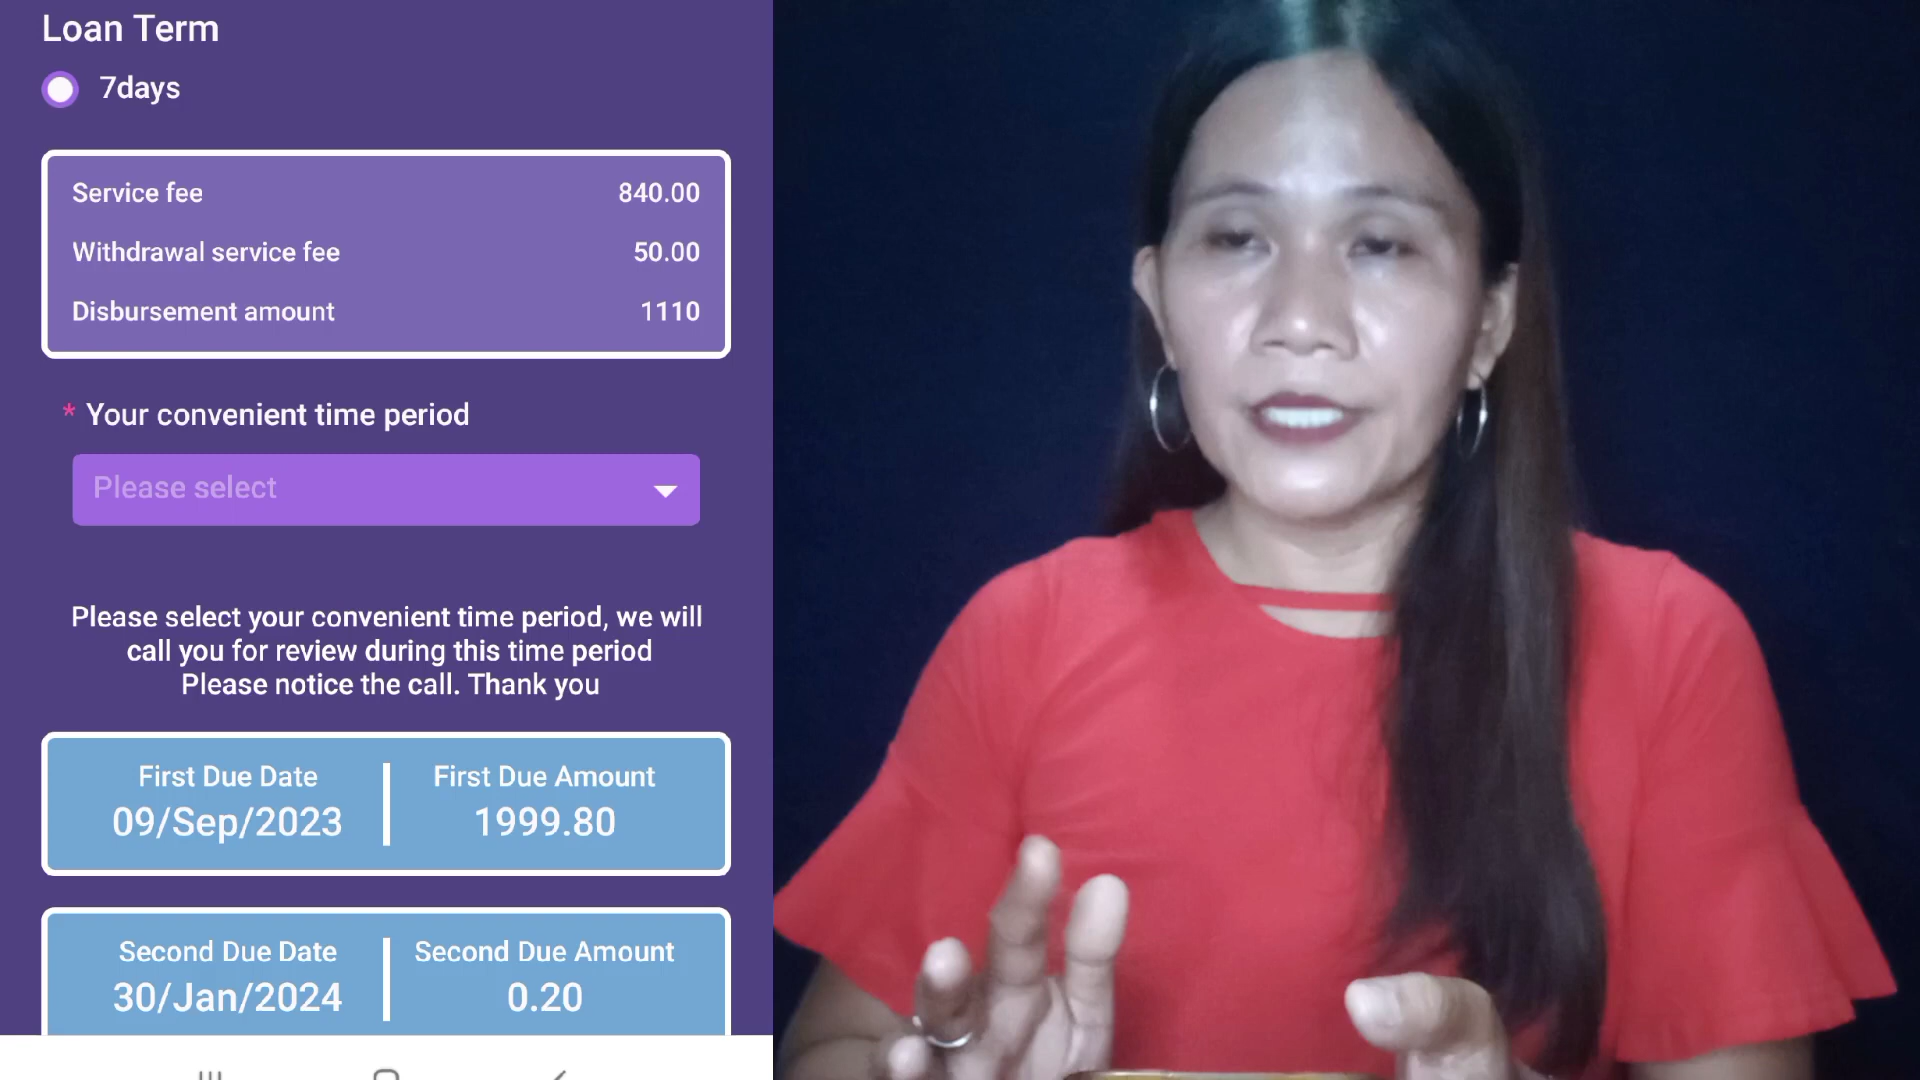 Loan Term
7days
Service fee 840.00
Withdrawal service fee 50.00
Disbursement amount 1110
* Your convenient time period
Please select
Please select your convenient time period, we will
call you for review during this time period
Please notice the call. Thank you
First Due Date First Due Amount
09/Sep/2023 1999.80
Second Due Date Second Due Amount
30/Jan/2024 0.20